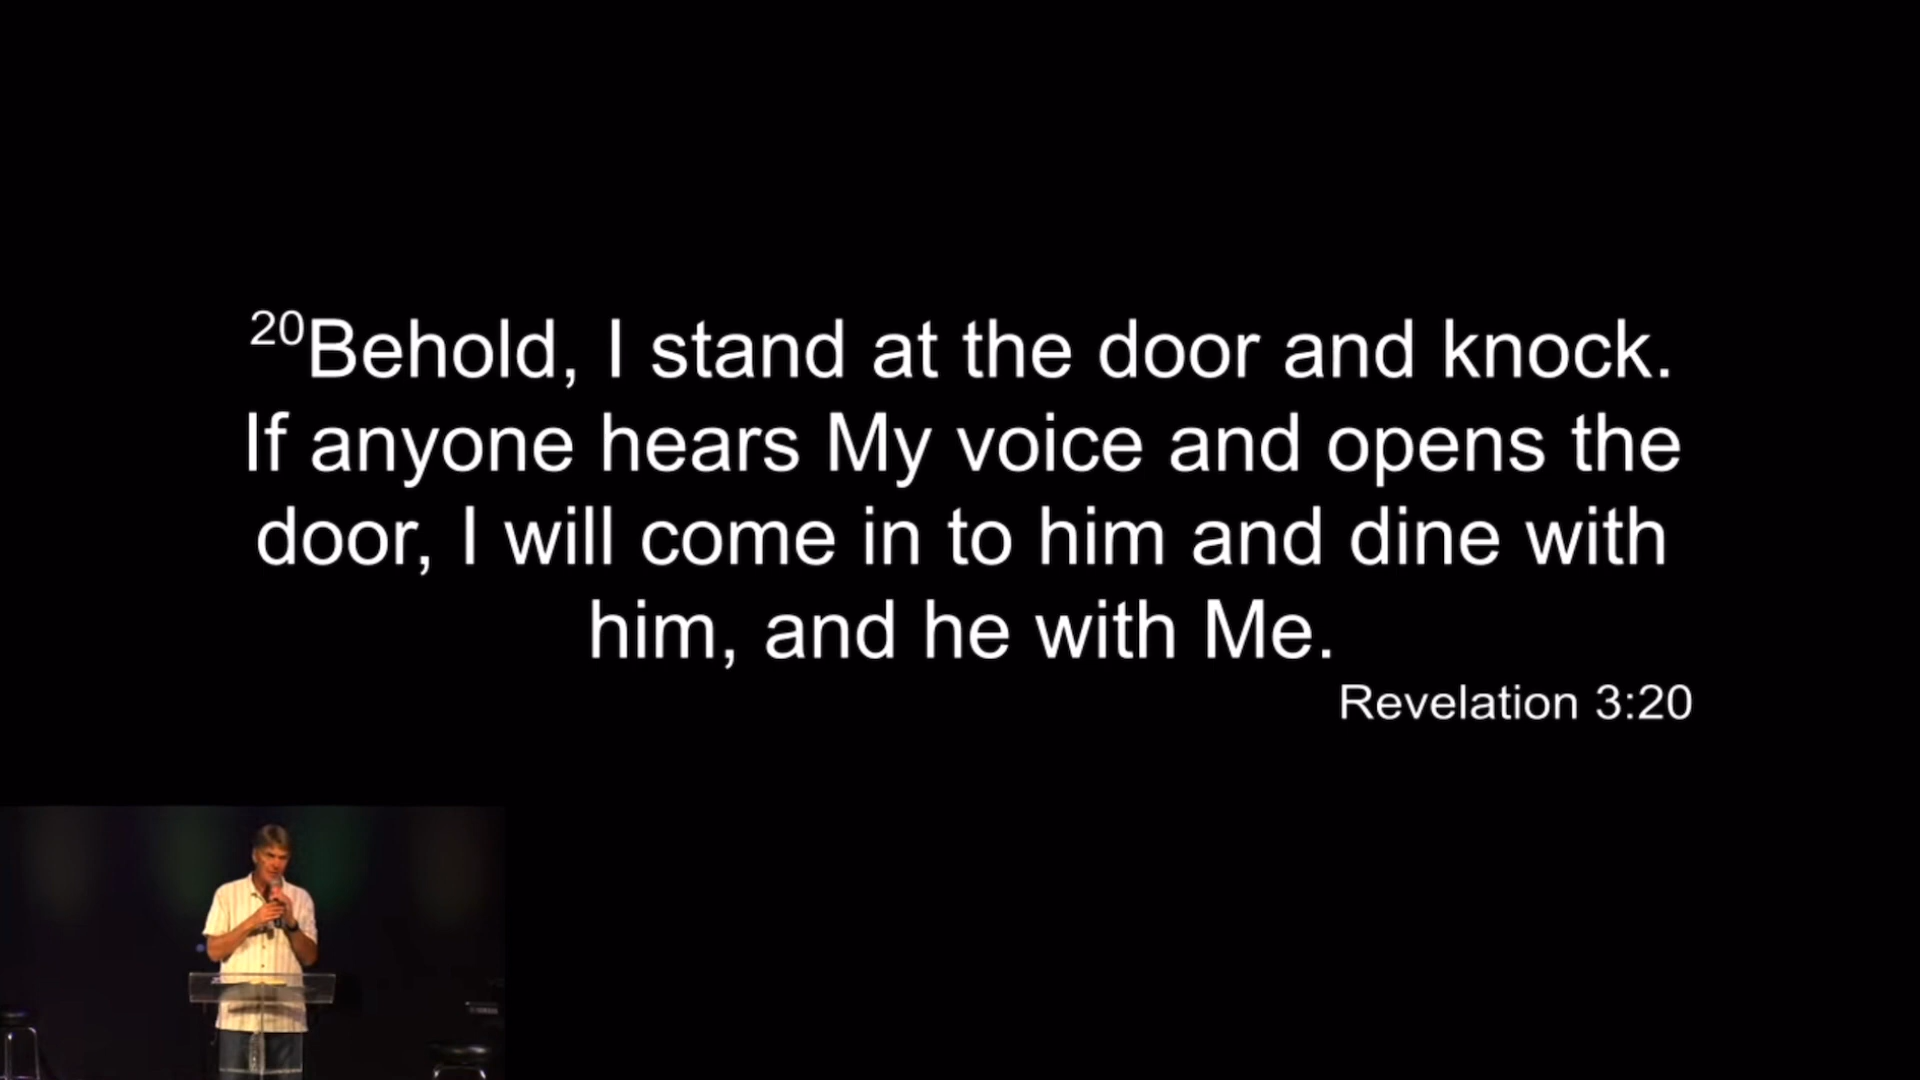 20Behold, I stand at the door and knock.
If anyone hears My voice and opens the
door, I will come in to him and dine with
him, and he with Me.
Revelation 3:20